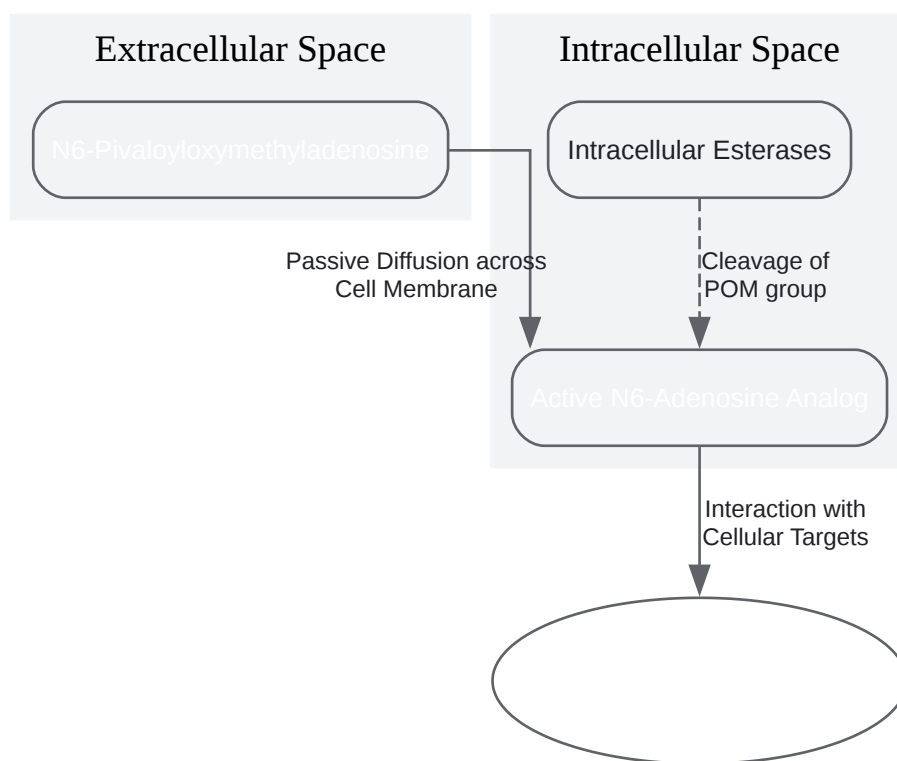 Extracellular Space
Intracellular Space
N6-Pivaloyloxymethyladenosine
Intracellular Esterases
Passive Diffusion across
Cell Membrane
Cleavage of
POM group
Active N6-Adenosine Analog
Interaction with
Cellular Targets